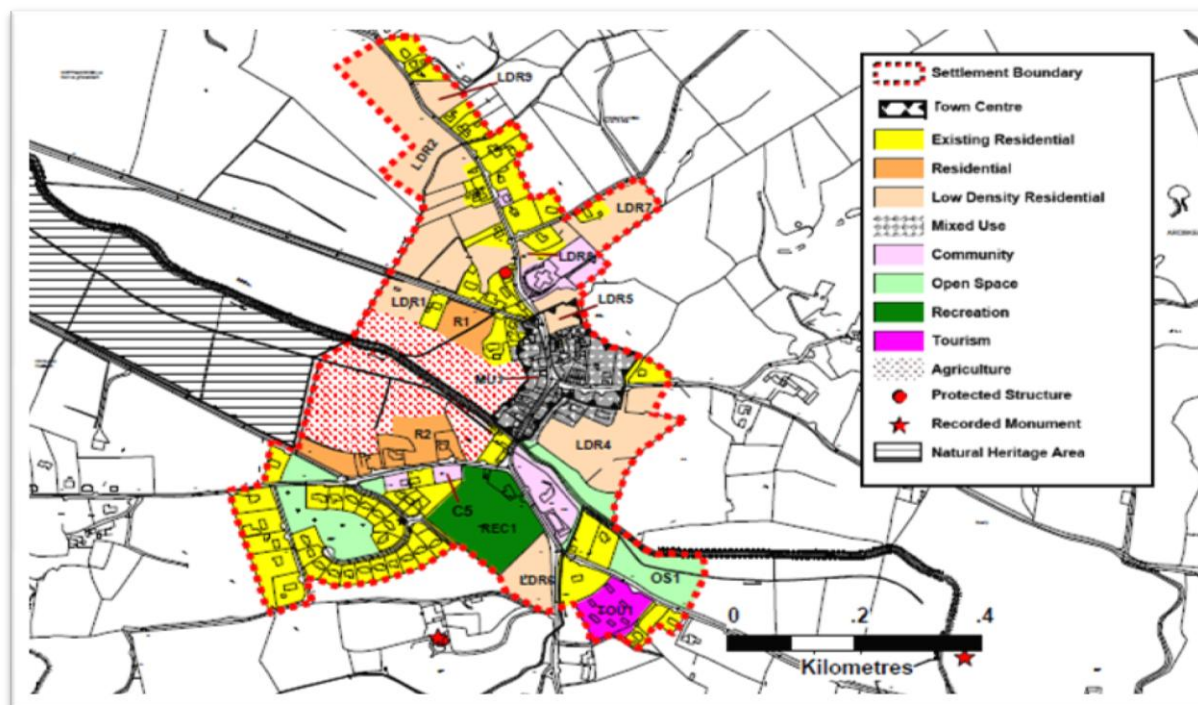 LDR9
LDR2
LDR7
LDR8
LDR5
LDR1
R1
MU1
R2
LDR4
C5
REC1
LDR6
OS1
TOU1
Settlement Boundary
Town Centre
Existing Residential
Residential
Low Density Residential
Mixed Use
Community
Open Space
Recreation
Tourism
Agriculture
Protected Structure
Recorded Monument
Natural Heritage Area
0 .2 .4
Kilometres